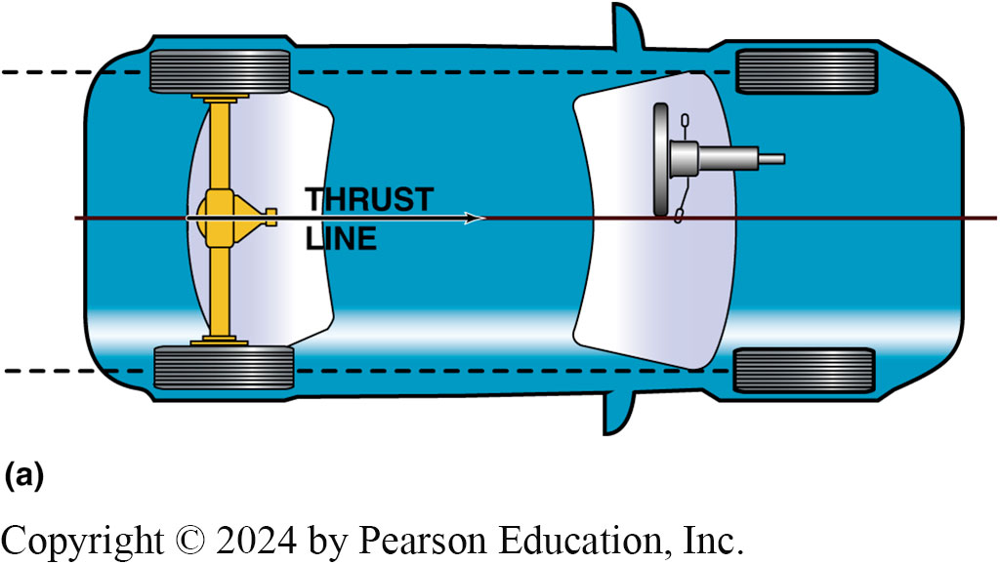 THRUST
LINE
(a)
Copyright © 2024 by Pearson Education, Inc.